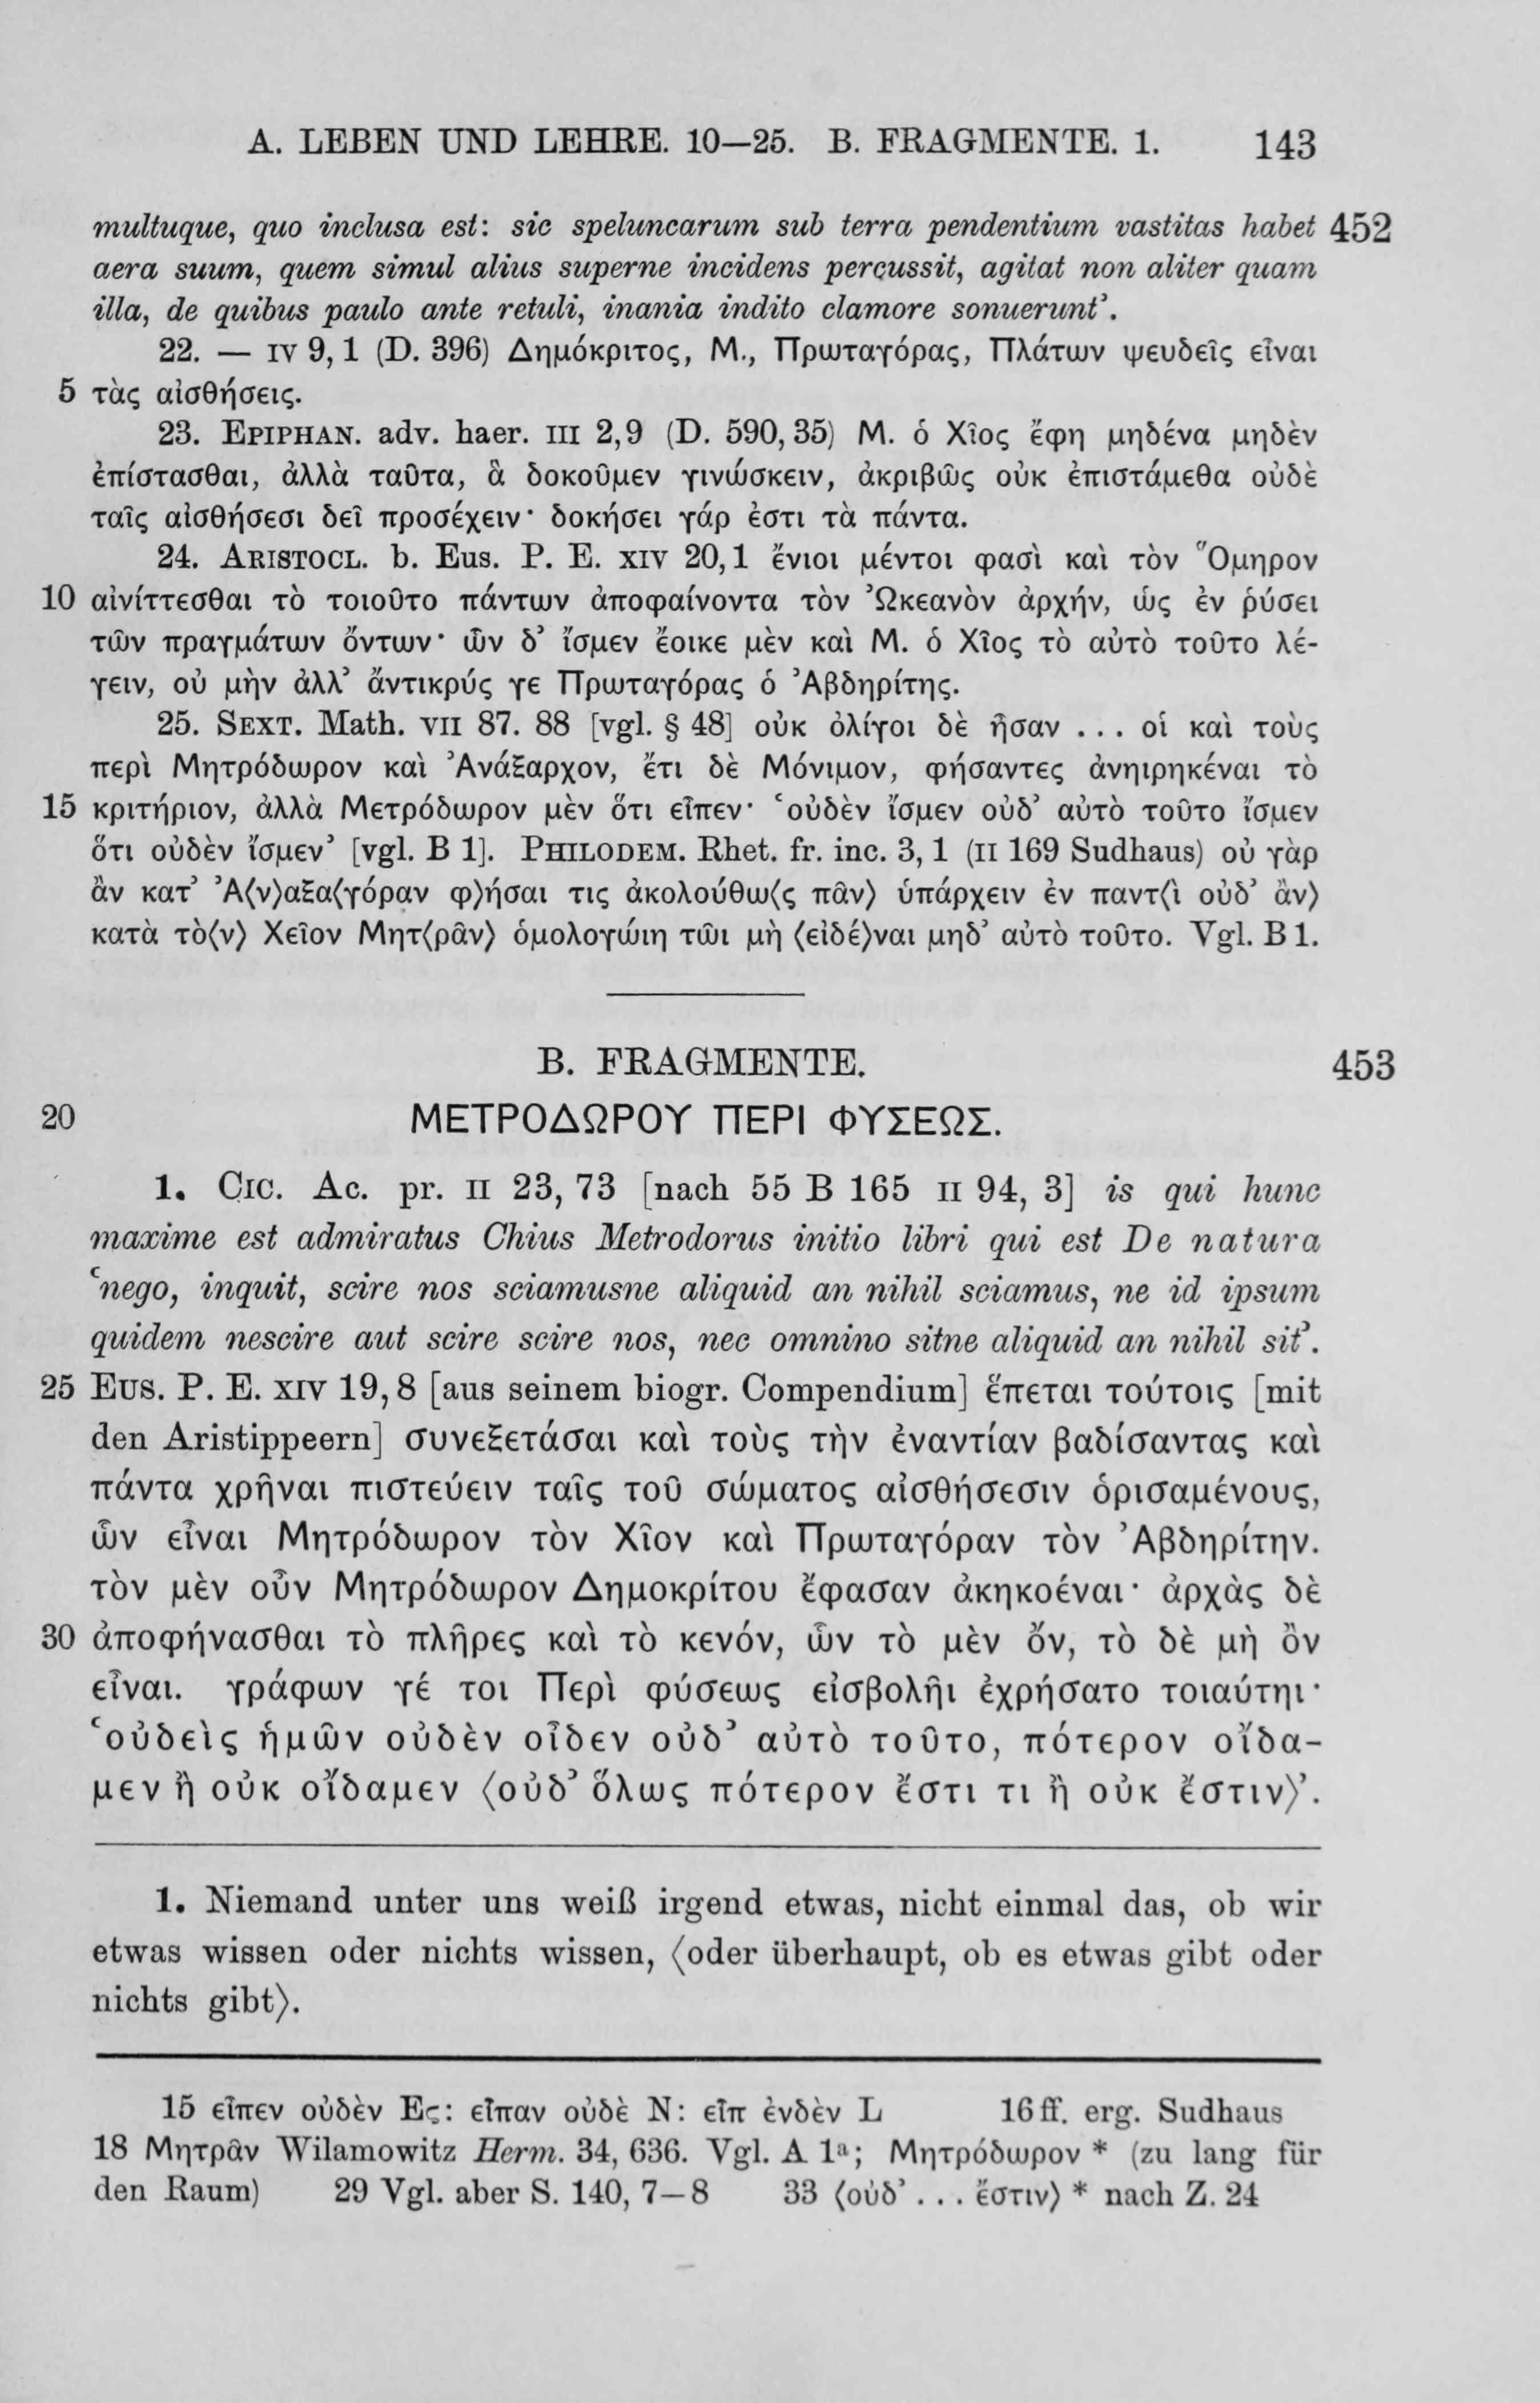 A. LEBEN UND LEHRE. 10—25. B. FRAGMENTE. 1. 143
multuque, quo inclusa est: sic speluncarum sub terra pendentium vastitas habet 452
aera suum, quem simul alius superne incidens percussit, agitat non aliter quam
illa, de quibus paulo ante retuli, inania indito clamore sonuerunt’.
22. — IV 9, 1 (D. 396) Δημόκριτος, Μ., Πρωταγόρας, Πλάτων ψευδεῖς εἶναι
5 τὰς αἰσθήσεις.
23. EPIPHAN. adv. haer. III 2,9 (D. 590, 35) Μ. ὁ Χῖος ἔφη μηδένα μηδὲν
ἐπίστασθαι, ἀλλὰ ταῦτα, ἃ δοκοῦμεν γινώσκειν, ἀκριβῶς οὐκ ἐπιστάμεθα οὐδὲ
ταῖς αἰσθήσεσι δεῖ προσέχειν· δοκήσει γάρ ἐστι τὰ πάντα.
24. ARISTOCL. b. Eus. P. E. XIV 20, 1 ἔνιοι μέντοι φασὶ καὶ τὸν Ὅμηρον
10 αἰνίττεσθαι τὸ τοιοῦτο πάντων ἀποφαίνοντα τὸν Ὠκεανὸν ἀρχήν, ὡς ἐν ῥύσει
τῶν πραγμάτων ὄντων· ὧν δ’ ἴσμεν ἔοικε μὲν καὶ Μ. ὁ Χῖος τὸ αὐτὸ τοῦτο λέ-
γειν, οὐ μὴν ἀλλ’ ἄντικρύς γε Πρωταγόρας ὁ Ἀβδηρίτης.
25. SEXT. Math. VII 87. 88 [vgl. § 48] οὐκ ὀλίγοι δὲ ἦσαν . . . οἱ καὶ τοὺς
περὶ Μητρόδωρον καὶ Ἀνάξαρχον, ἔτι δὲ Μόνιμον, φήσαντες ἀνηιρηκέναι τὸ
15 κριτήριον, ἀλλὰ Μετρόδωρον μὲν ὅτι εἶπεν· ‘οὐδὲν ἴσμεν οὐδ’ αὐτὸ τοῦτο ἴσμεν
ὅτι οὐδὲν ἴσμεν’ [vgl. B 1]. PHILODEM. Rhet. fr. inc. 3, 1 (II 169 Sudhaus) οὐ γὰρ
ἂν κατ’ Ἀ⟨ν⟩αξα⟨γόραν φ⟩ήσαι τις ἀκολούθω⟨ς πᾶν⟩ ὑπάρχειν ἐν παντ⟨ὶ οὐδ’ ἂν⟩
κατὰ τὸ⟨ν⟩ Χεῖον Μητ⟨ρᾶν⟩ ὁμολογώιη τῶι μὴ ⟨εἰδέ⟩ναι μηδ’ αὐτὸ τοῦτο. Vgl. B 1.
B. FRAGMENTE. 453
20 ΜΕΤΡΟΔΩΡΟΥ ΠΕΡΙ ΦΥΣΕΩΣ.
1. CIC. Ac. pr. II 23, 73 [nach 55 B 165 II 94, 3] is qui hunc
maxime est admiratus Chius Metrodorus initio libri qui est De natura
‘nego, inquit, scire nos sciamusne aliquid an nihil sciamus, ne id ipsum
quidem nescire aut scire scire nos, nec omnino sitne aliquid an nihil sit’.
25 EUS. P. E. XIV 19, 8 [aus seinem biogr. Compendium] ἕπεται τούτοις [mit
den Aristippeern] συνεξετάσαι καὶ τοὺς τὴν ἐναντίαν βαδίσαντας καὶ
πάντα χρῆναι πιστεύειν ταῖς τοῦ σώματος αἰσθήσεσιν ὁρισαμένους,
ὧν εἶναι Μητρόδωρον τὸν Χῖον καὶ Πρωταγόραν τὸν Ἀβδηρίτην.
τὸν μὲν οὖν Μητρόδωρον Δημοκρίτου ἔφασαν ἀκηκοέναι· ἀρχὰς δὲ
30 ἀποφήνασθαι τὸ πλῆρες καὶ τὸ κενόν, ὧν τὸ μὲν ὄν, τὸ δὲ μὴ ὂν
εἶναι. γράφων γέ τοι Περὶ φύσεως εἰσβολῆι ἐχρήσατο τοιαύτηι·
‘οὐδεὶς ἡμῶν οὐδὲν οἶδεν οὐδ’ αὐτὸ τοῦτο, πότερον οἴδα-
μεν ἢ οὐκ οἴδαμεν ⟨οὐδ’ ὅλως πότερον ἔστι τι ἢ οὐκ ἔστιν⟩’.
1. Niemand unter uns weiß irgend etwas, nicht einmal das, ob wir
etwas wissen oder nichts wissen, ⟨oder überhaupt, ob es etwas gibt oder
nichts gibt⟩.
15 εἶπεν οὐδὲν Eς: εἶπαν οὐδὲ N: εἶπ ἐνδὲν L 16 ff. erg. Sudhaus
18 Μητρᾶν Wilamowitz Herm. 34, 636. Vgl. A 1ª; Μητρόδωρον * (zu lang für
den Raum) 29 Vgl. aber S. 140, 7—8 33 ⟨οὐδ’ . . . ἔστιν⟩ * nach Z. 24